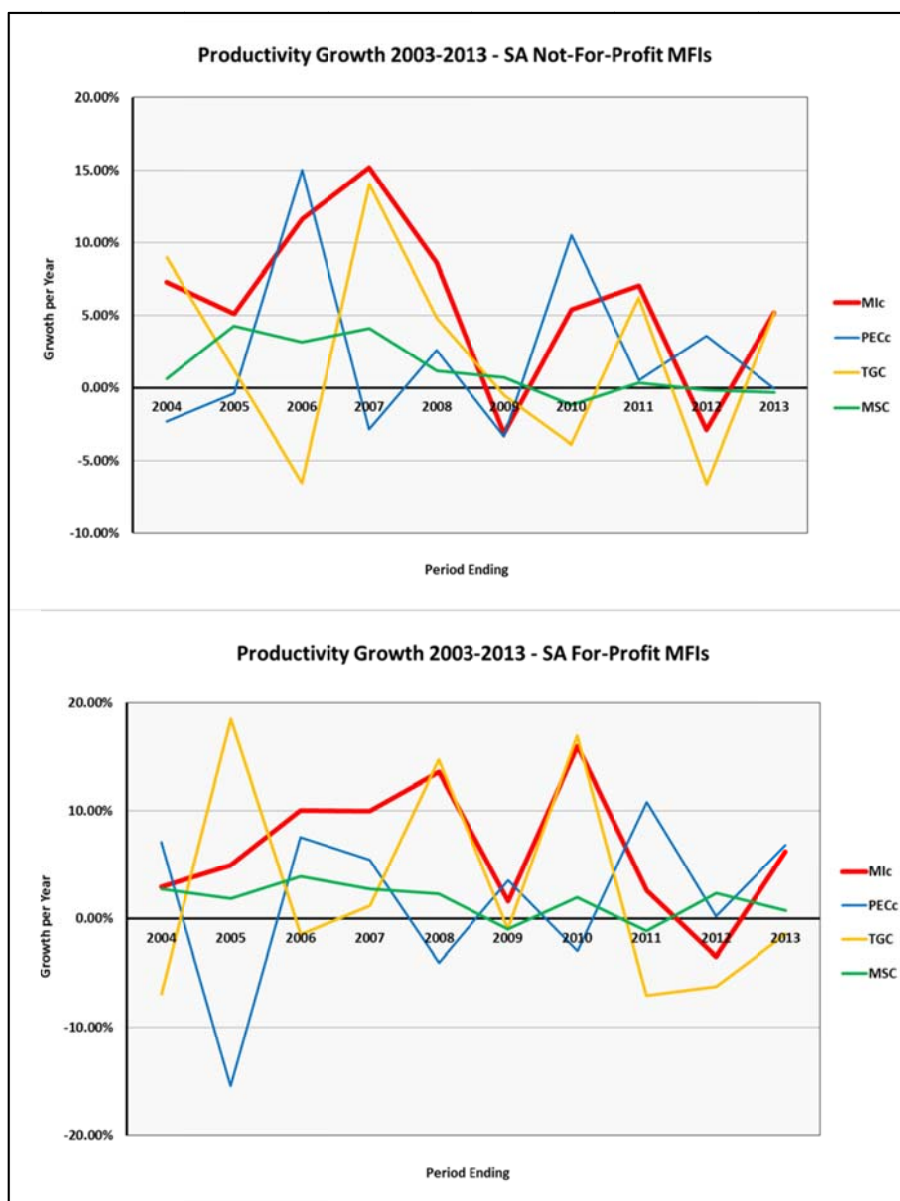 Productivity Growth 2003-2013 - SA Not-For-Profit MFIs
20.00%
15.00%
10.00%
5.00%
0.00%
-5.00%
-10.00%
Grwoth per Year
2004 2005 2006 2007 2008 2009 2010 2011 2012 2013
Period Ending
MIc
PECc
TGC
MSC
Productivity Growth 2003-2013 - SA For-Profit MFIs
20.00%
10.00%
0.00%
-10.00%
-20.00%
Growth per Year
2004 2005 2006 2007 2008 2009 2010 2011 2012 2013
Period Ending
MIc
PECc
TGC
MSC